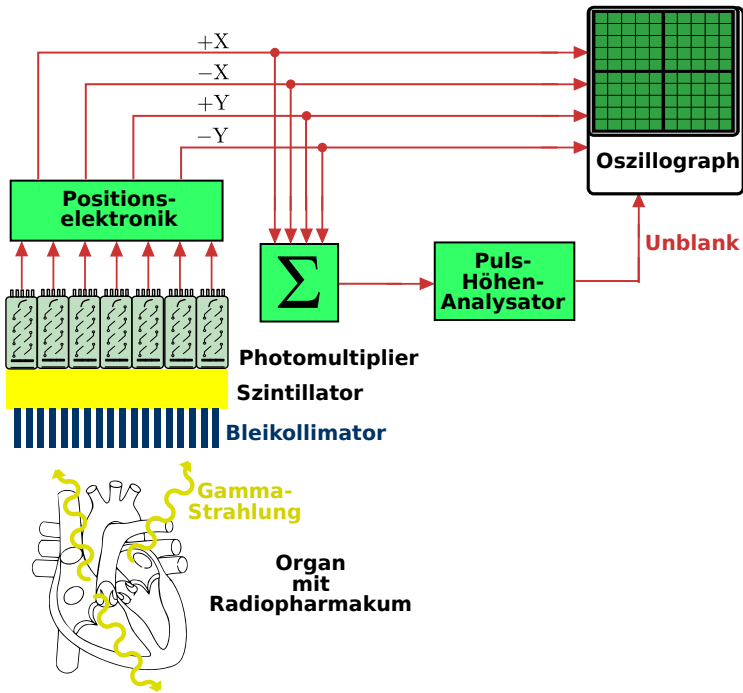 +X
−X
+Y
−Y
Oszillograph
Positions-
elektronik
Unblank
Σ
Puls-
Höhen-
Analysator
Photomultiplier
Szintillator
Bleikollimator
Gamma-
Strahlung
Organ
mit
Radiopharmakum